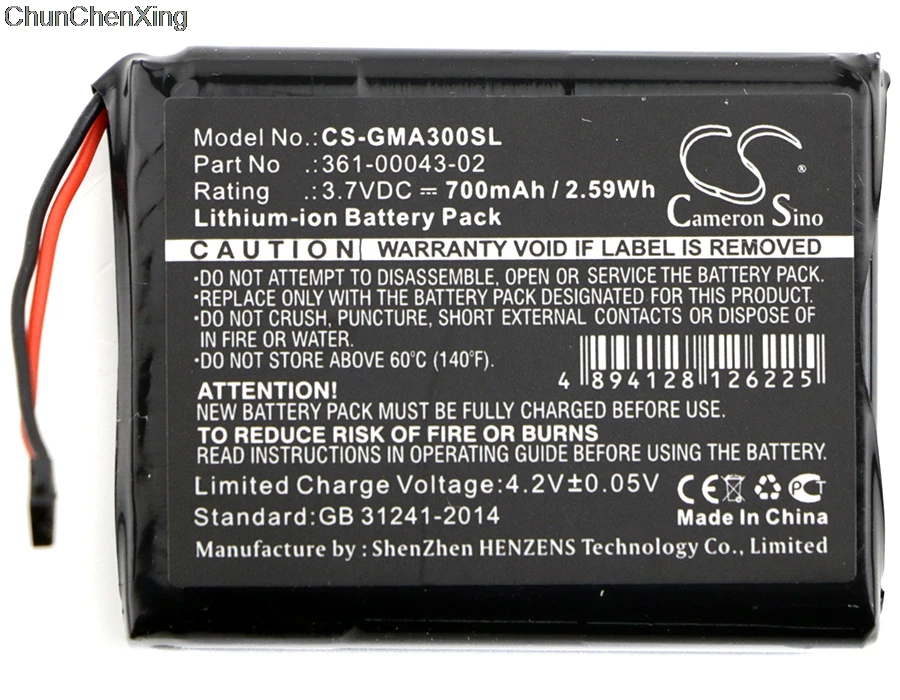 ChunChenXing
Model No.: CS-GMA300SL
Part No .: 361-00043-02
Rating .: 3.7VDC ⎓ 700mAh / 2.59Wh
Lithium-ion Battery Pack
CS
®
Cameron Sino
CAUTION WARRANTY VOID IF LABEL IS REMOVED
·DO NOT ATTEMPT TO DISASSEMBLE, OPEN OR SERVICE THE BATTERY PACK.
·REPLACE ONLY WITH THE BATTERY PACK DESIGNATED FOR THIS PRODUCT.
·DO NOT CRUSH, PUNCTURE, SHORT EXTERNAL CONTACTS OR DISPOSE OF
IN FIRE OR WATER.
·DO NOT STORE ABOVE 60°C (140°F).
4 894128 126225
ATTENTION!
NEW BATTERY PACK MUST BE FULLY CHARGED BEFORE USE.
TO REDUCE RISK OF FIRE OR BURNS
READ INSTRUCTIONS IN OPERATING GUIDE BEFORE USING THE BATTERY.
Limited Charge Voltage:4.2V±0.05V
CE PCT
Standard:GB 31241-2014
Made In China
Manufacture by : ShenZhen HENZENS Technology Co., Limited